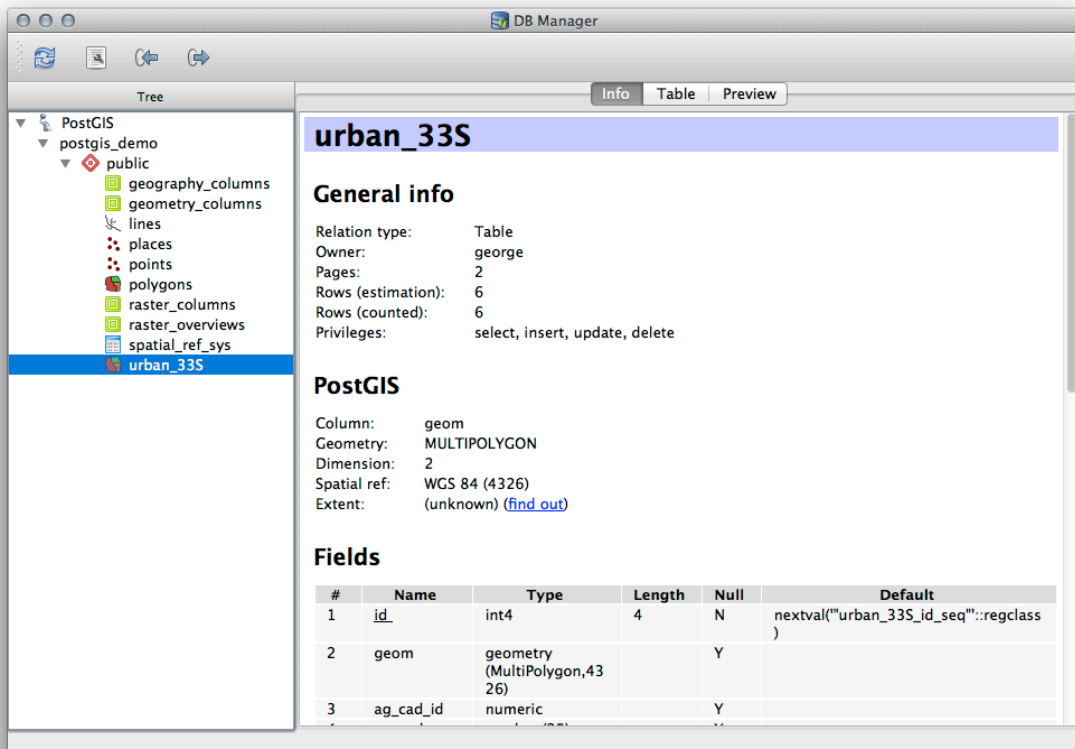 DB Manager
Tree
Info Table Preview
PostGIS
postgis_demo
public
geography_columns
geometry_columns
lines
places
points
polygons
raster_columns
raster_overviews
spatial_ref_sys
urban_33S
urban_33S
General info
Relation type: Table
Owner: george
Pages: 2
Rows (estimation): 6
Rows (counted): 6
Privileges: select, insert, update, delete
PostGIS
Column: geom
Geometry: MULTIPOLYGON
Dimension: 2
Spatial ref: WGS 84 (4326)
Extent: (unknown) (find out)
Fields
# Name Type Length Null Default
1 id int4 4 N nextval('"urban_33S_id_seq"'::regclass
)
2 geom geometry Y
(MultiPolygon,43
26)
3 ag_cad_id numeric Y